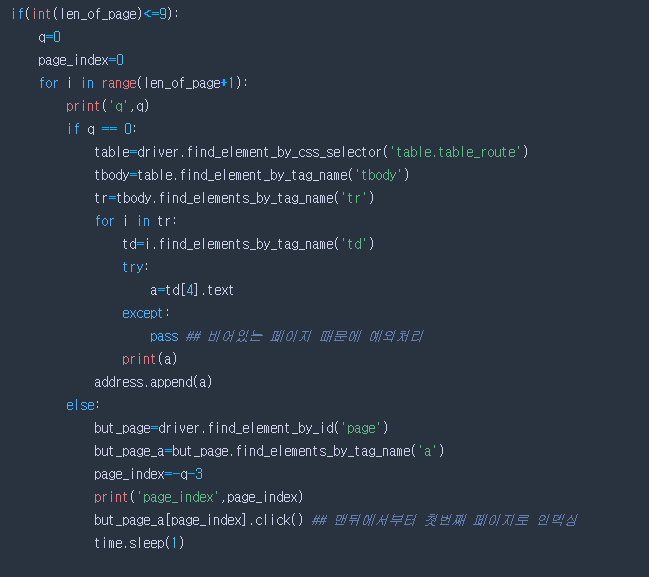 if(int(len_of_page)<=9):
    q=0
    page_index=0
    for i in range(len_of_page+1):
        print('q',q)
        if q == 0:
            table=driver.find_element_by_css_selector('table.table_route')
            tbody=table.find_element_by_tag_name('tbody')
            tr=tbody.find_elements_by_tag_name('tr')
            for i in tr:
                td=i.find_elements_by_tag_name('td')
                try:
                    a=td[4].text
                except:
                    pass ## 비어있는 페이지 때문에 예외처리
                print(a)
            address.append(a)
        else:
            but_page=driver.find_element_by_id('page')
            but_page_a=but_page.find_elements_by_tag_name('a')
            page_index=-q-3
            print('page_index',page_index)
            but_page_a[page_index].click() ## 맨뒤에서부터 첫번째 페이지로 인덱싱
            time.sleep(1)